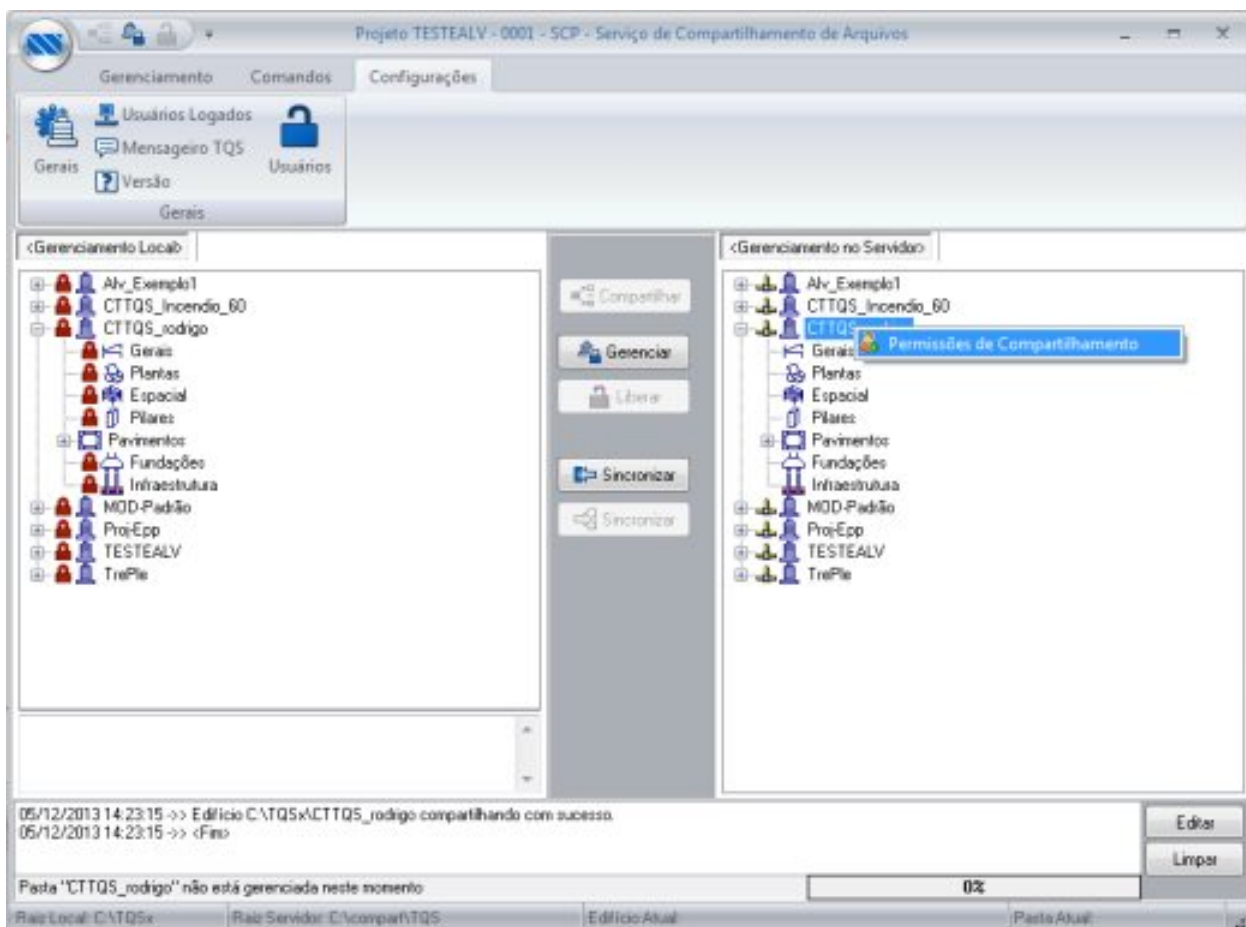 Projeto TESTEALV - 0001 - SCP - Serviço de Compartilhamento de Arquivos
Gerenciamento Comandos Configurações
Usuários Logados
Mensageiro TQS
Versão
Gerais
Usuários
Gerais
<Gerenciamento Local>
Alv_Exemplo1
CTTQS_Incendio_60
CTTQS_rodrigo
Gerais
Plantas
Espacial
Pilares
Pavimentos
Fundações
Infraestrutura
MOD-Padrão
Proj-Epp
TESTEALV
TrePle
Compartilhar
Gerenciar
Liberar
Sincronizar
Sincronizar
<Gerenciamento no Servidor>
Alv_Exemplo1
CTTQS_Incendio_60
Permissões de Compartilhamento
Gerais
Plantas
Espacial
Pilares
Pavimentos
Fundações
Infraestrutura
MOD-Padrão
Proj-Epp
TESTEALV
TrePle
05/12/2013 14:23:15 ->> Edifício C:\TQSx\CTTQS_rodrigo compartilhando com sucesso.
05/12/2013 14:23:15 ->> <Fim>
Editar
Limpar
Pasta "CTTQS_rodrigo" não está gerenciada neste momento
0%
Raiz Local: C:\TQSx Raiz Servidor: C:\compart\TQS Edifício Atual: Pasta Atual: